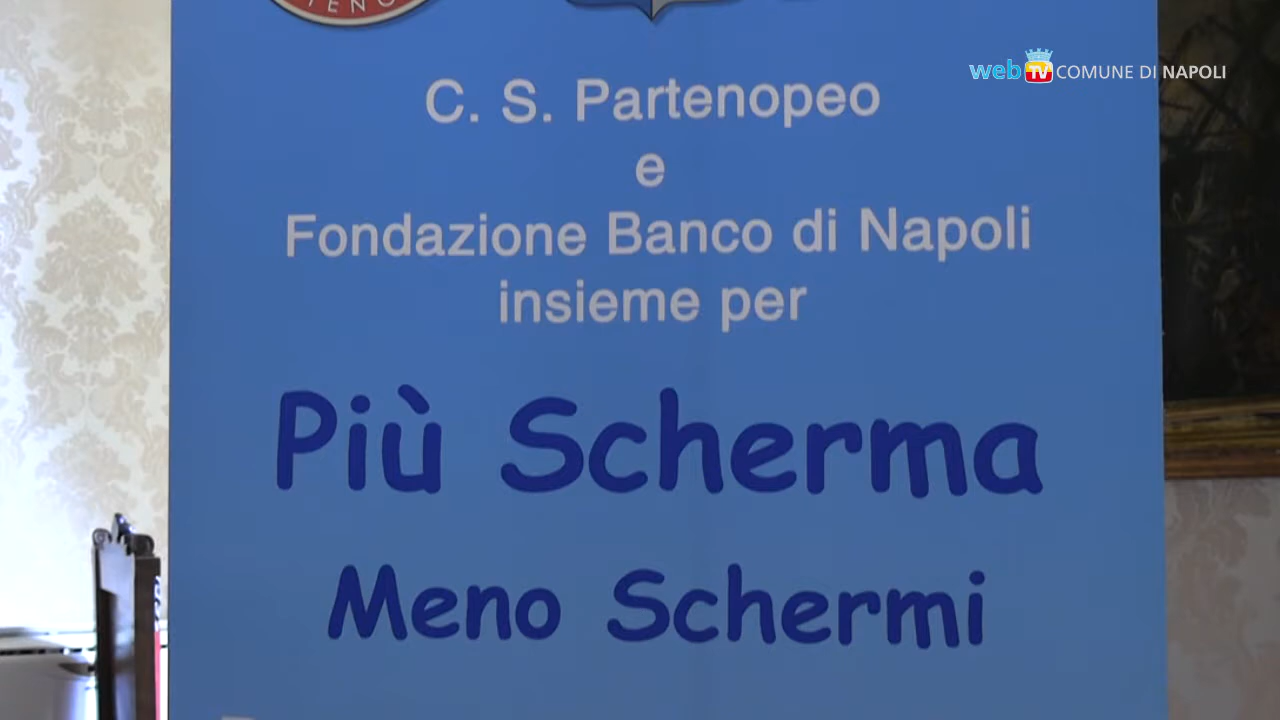 web TV COMUNE DI NAPOLI
C. S. Partenopeo
e
Fondazione Banco di Napoli
insieme per
Più Scherma
Meno Schermi